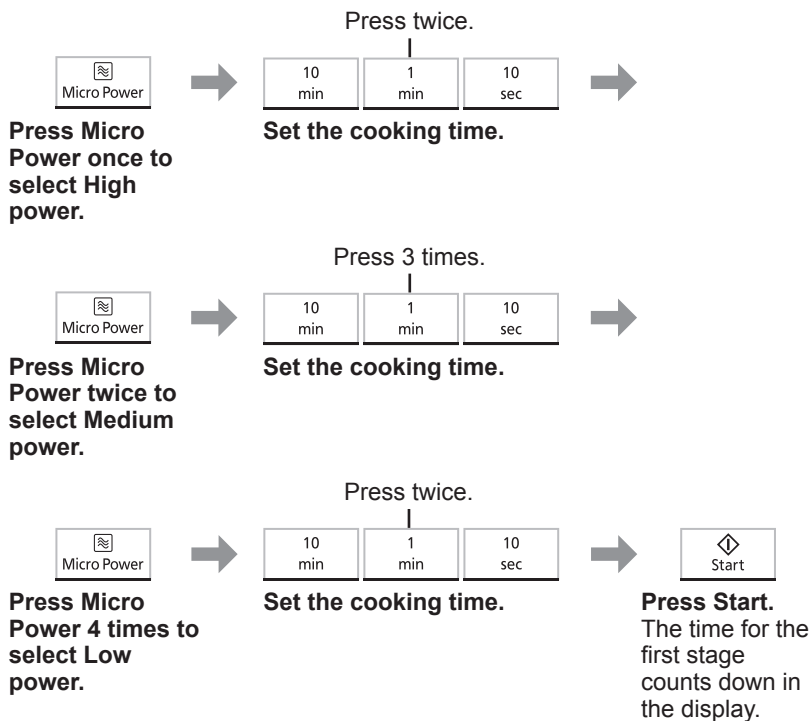 Press twice.
Micro Power
10 min
1 min
10 sec
Press Micro
Power once to
select High
power.
Set the cooking time.
Press 3 times.
Micro Power
10 min
1 min
10 sec
Press Micro
Power twice to
select Medium
power.
Set the cooking time.
Press twice.
Micro Power
10 min
1 min
10 sec
Start
Press Micro
Power 4 times to
select Low
power.
Set the cooking time.
Press Start.
The time for the
first stage
counts down in
the display.